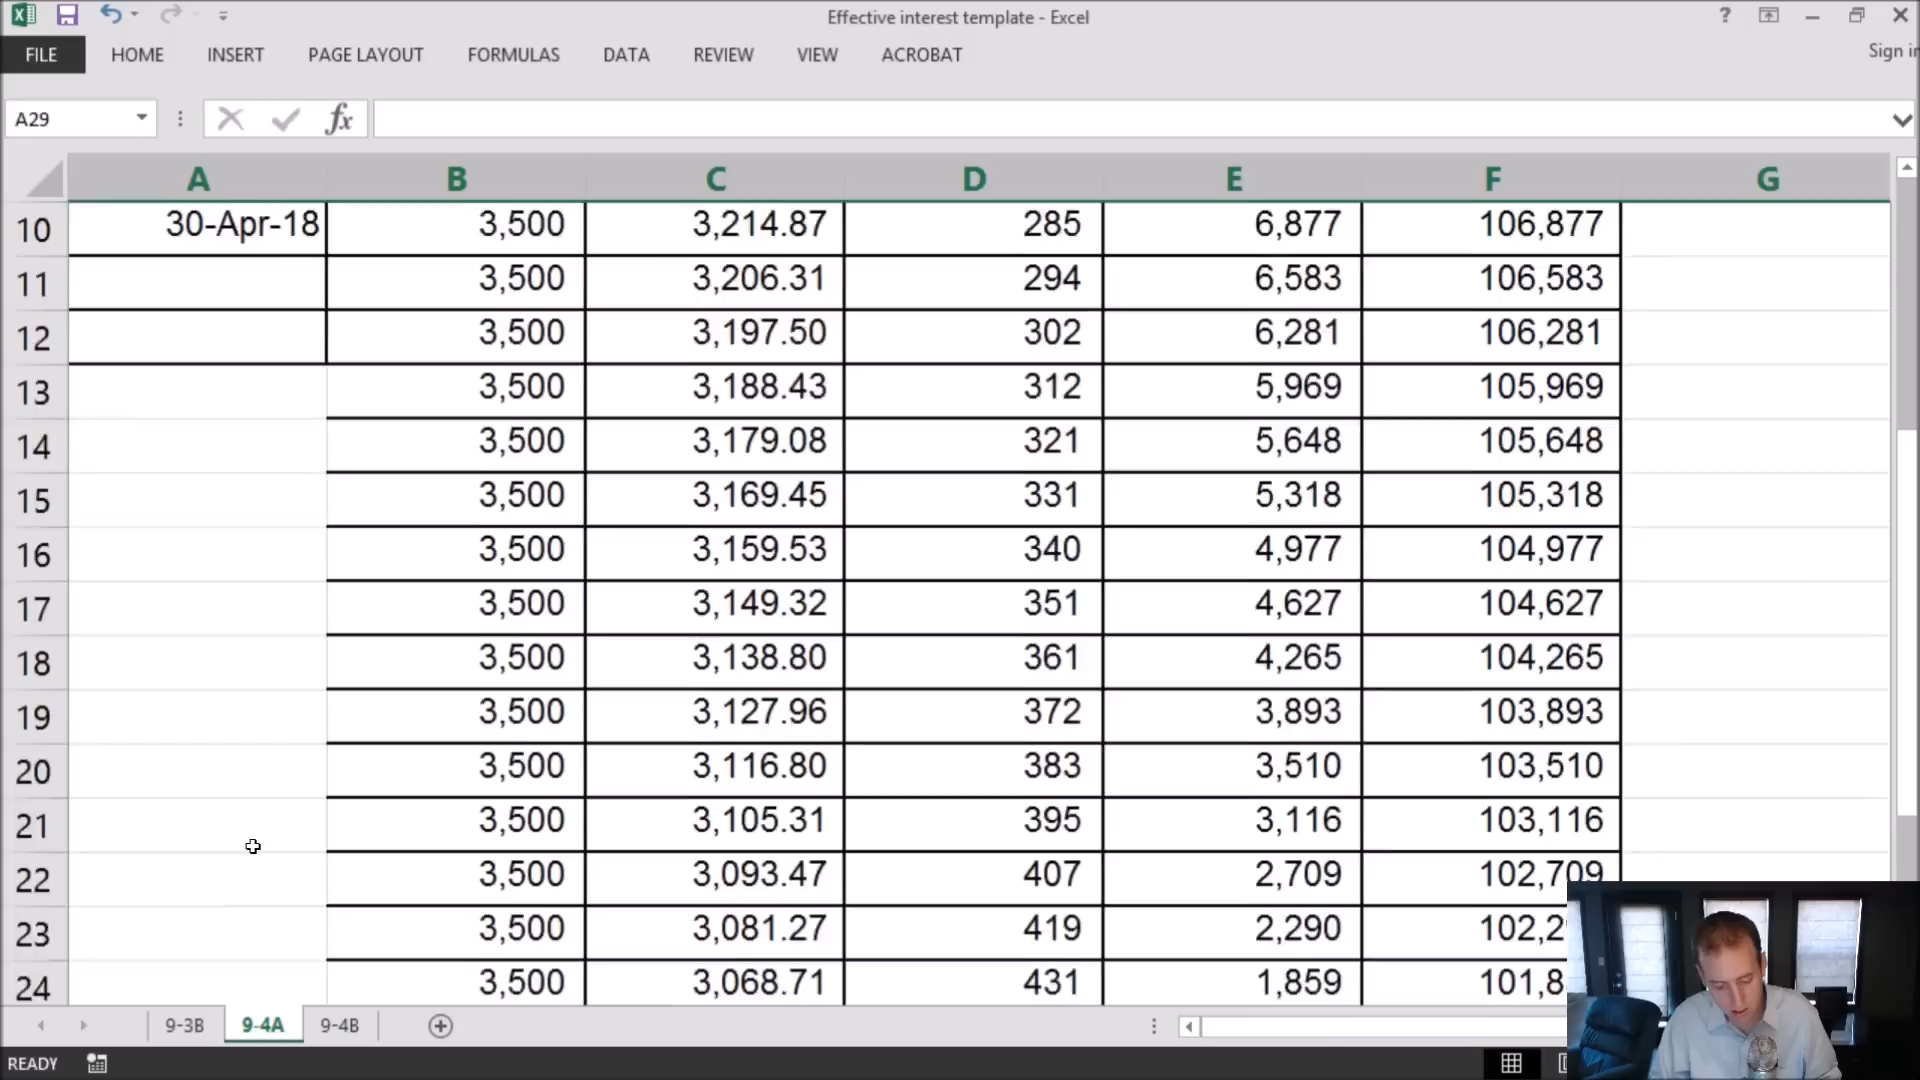 Effective interest template - Excel
?
FILE HOME INSERT PAGE LAYOUT FORMULAS DATA REVIEW VIEW ACROBAT Sign in
A29 fx
A B C D E F G
10 30-Apr-18 3,500 3,214.87 285 6,877 106,877
11 3,500 3,206.31 294 6,583 106,583
12 3,500 3,197.50 302 6,281 106,281
13 3,500 3,188.43 312 5,969 105,969
14 3,500 3,179.08 321 5,648 105,648
15 3,500 3,169.45 331 5,318 105,318
16 3,500 3,159.53 340 4,977 104,977
17 3,500 3,149.32 351 4,627 104,627
18 3,500 3,138.80 361 4,265 104,265
19 3,500 3,127.96 372 3,893 103,893
20 3,500 3,116.80 383 3,510 103,510
21 3,500 3,105.31 395 3,116 103,116
22 3,500 3,093.47 407 2,709 102,709
23 3,500 3,081.27 419 2,290 102,2
24 3,500 3,068.71 431 1,859 101,8
9-3B 9-4A 9-4B
READY